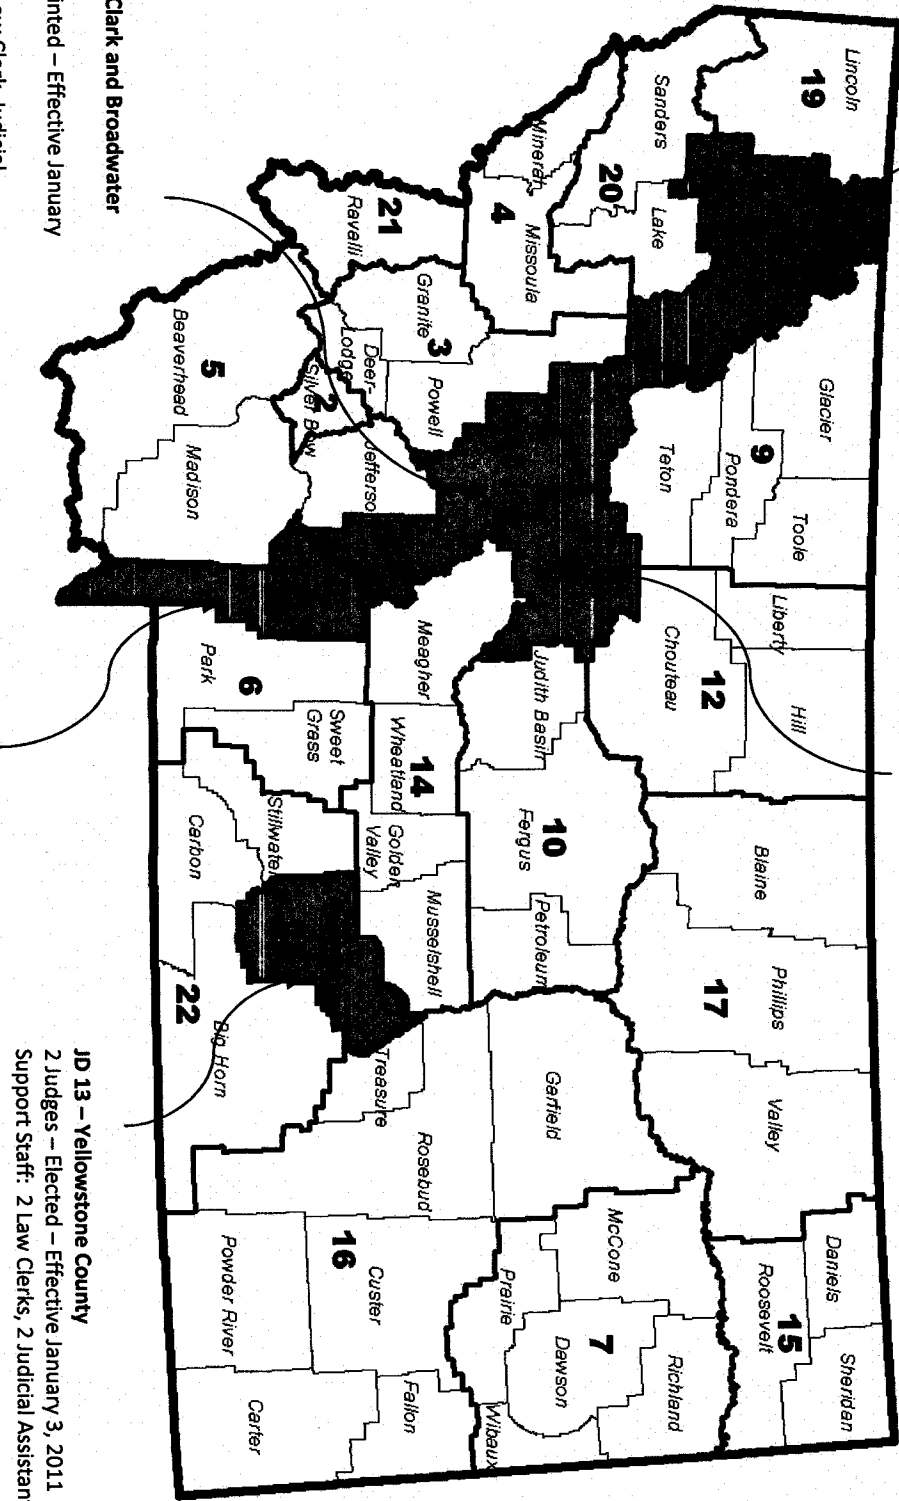 Clark and Broadwater
inted – Effective January
Lincoln
19
Sanders
20
Lake
Mineral
4
Missoula
21
Ravalli
Granite
3
Powell
Deer-
Lodge
2
Silver Bow
Jefferso
5
Beaverhead
Madison
Glacier
9
Pondera
Toole
Teton
Liberty
Hill
12
Chouteau
Meagher
Judith Basin
Park
6
Sweet
Grass
Wheatland
14
Golden
Valley
Musselshell
10
Fergus
Petroleum
Stillwater
Carbon
22
Big Horn
Blaine
Phillips
17
Valley
Treasure
Rosebud
Garfield
16
Custer
Powder River
Carter
Fallon
Prairie
McCone
7
Dawson
Wibaux
Richland
Daniels
Roosevelt
15
Sheridan
JD 13 – Yellowstone County
2 Judges – Elected – Effective January 3, 2011
Support Staff: 2 Law Clerks, 2 Judicial Assistan